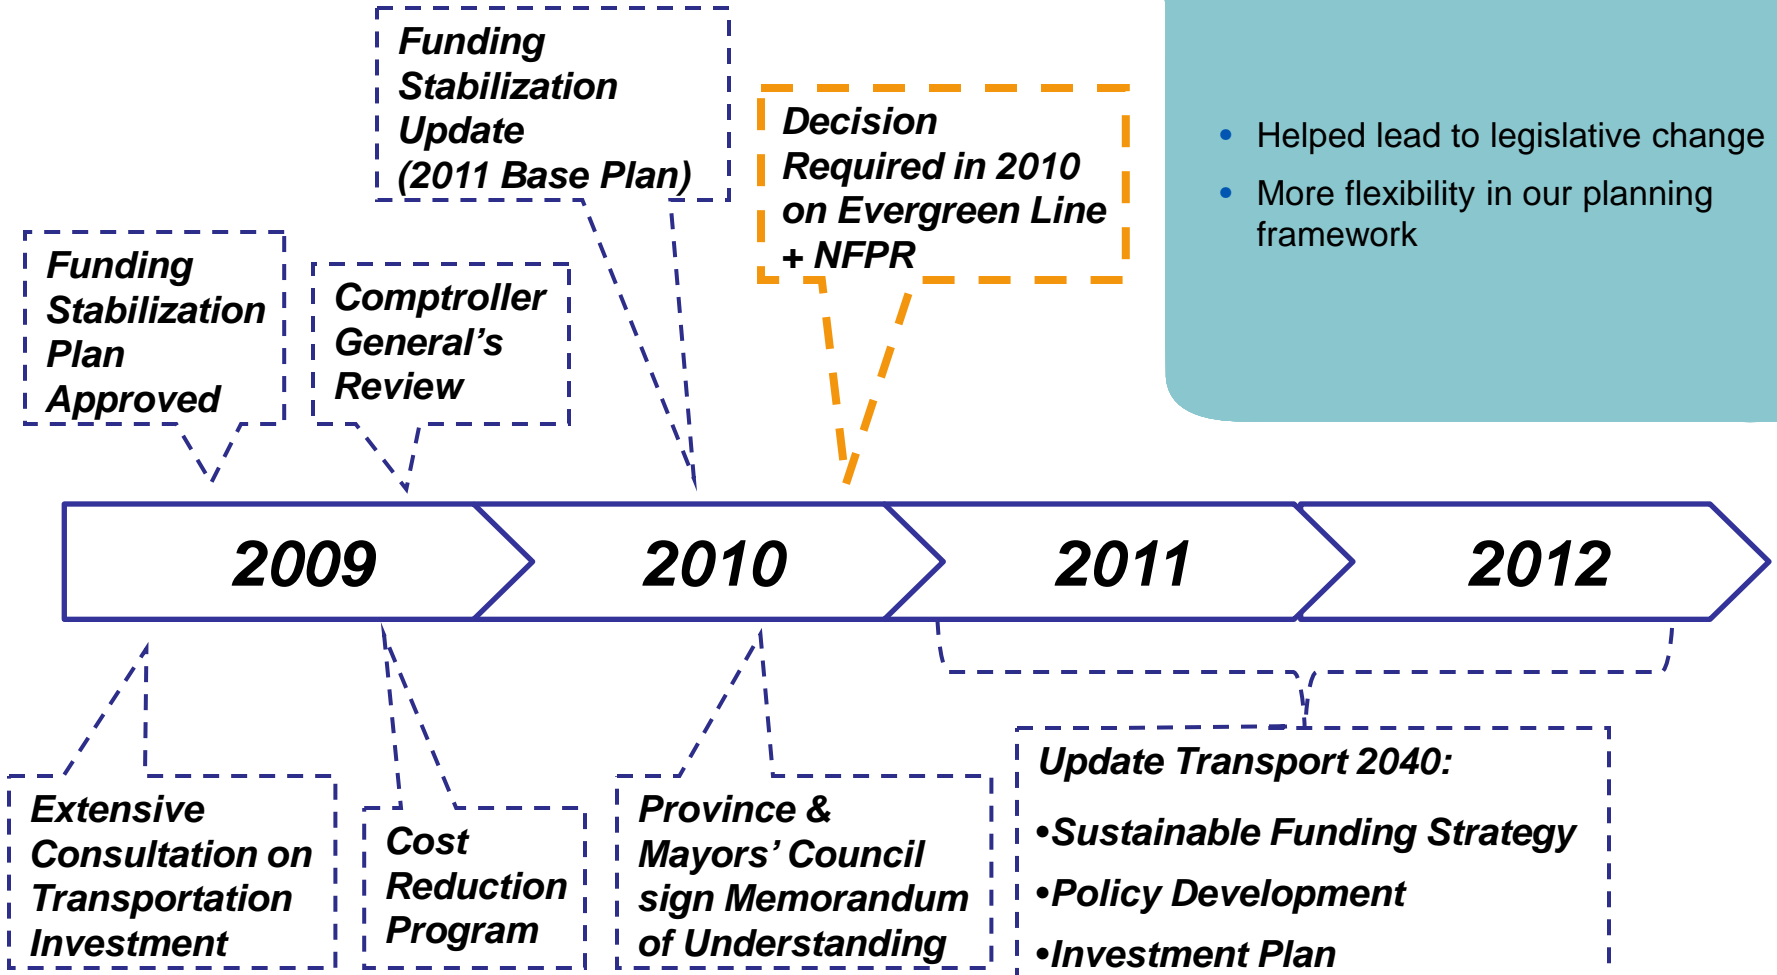 Funding
Stabilization
Update
(2011 Base Plan)
Decision
Required in 2010
on Evergreen Line
+ NFPR
• Helped lead to legislative change
• More flexibility in our planning
framework
Funding
Stabilization
Plan
Approved
Comptroller
General’s
Review
2009
2010
2011
2012
Extensive
Consultation on
Transportation
Investment
Cost
Reduction
Program
Province &
Mayors’ Council
sign Memorandum
of Understanding
Update Transport 2040:
•Sustainable Funding Strategy
•Policy Development
•Investment Plan